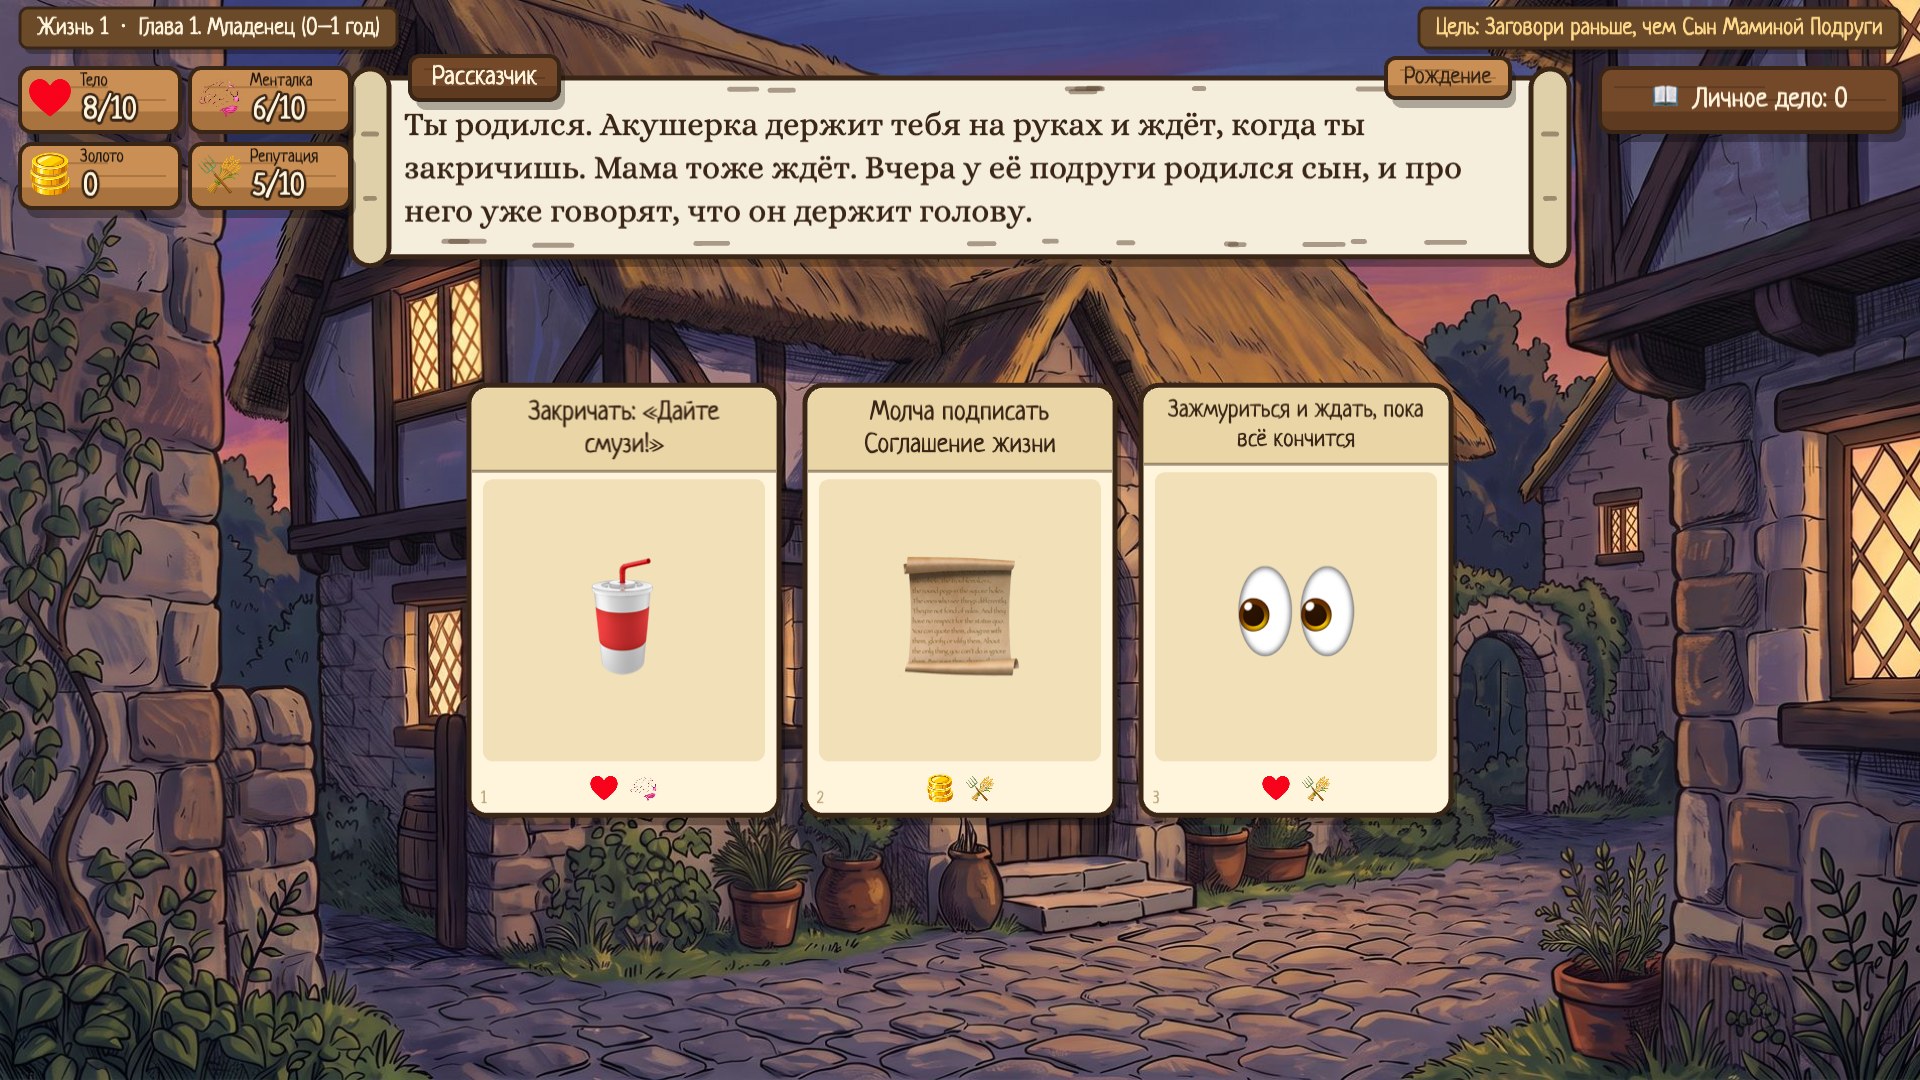 Жизнь 1 · Глава 1. Младенец (0–1 год)
Цель: Заговори раньше, чем Сын Маминой Подруги
Тело
8/10
Менталка
6/10
Золото
0
Репутация
5/10
Рассказчик
Рождение
Личное дело: 0
Ты родился. Акушерка держит тебя на руках и ждёт, когда ты
закричишь. Мама тоже ждёт. Вчера у её подруги родился сын, и про
него уже говорят, что он держит голову.
Закричать: «Дайте
смузи!»
1
Молча подписать
Соглашение жизни
2
Зажмуриться и ждать, пока
всё кончится
3